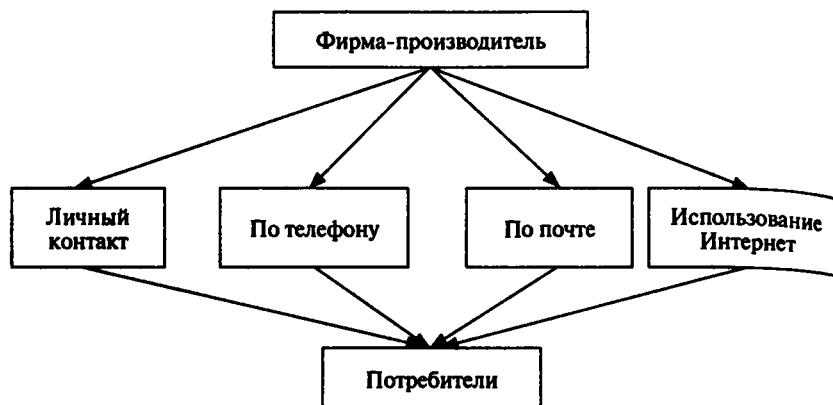 Фирма-производитель
Личный
контакт
По телефону
По почте
Использование
Интернет
Потребители